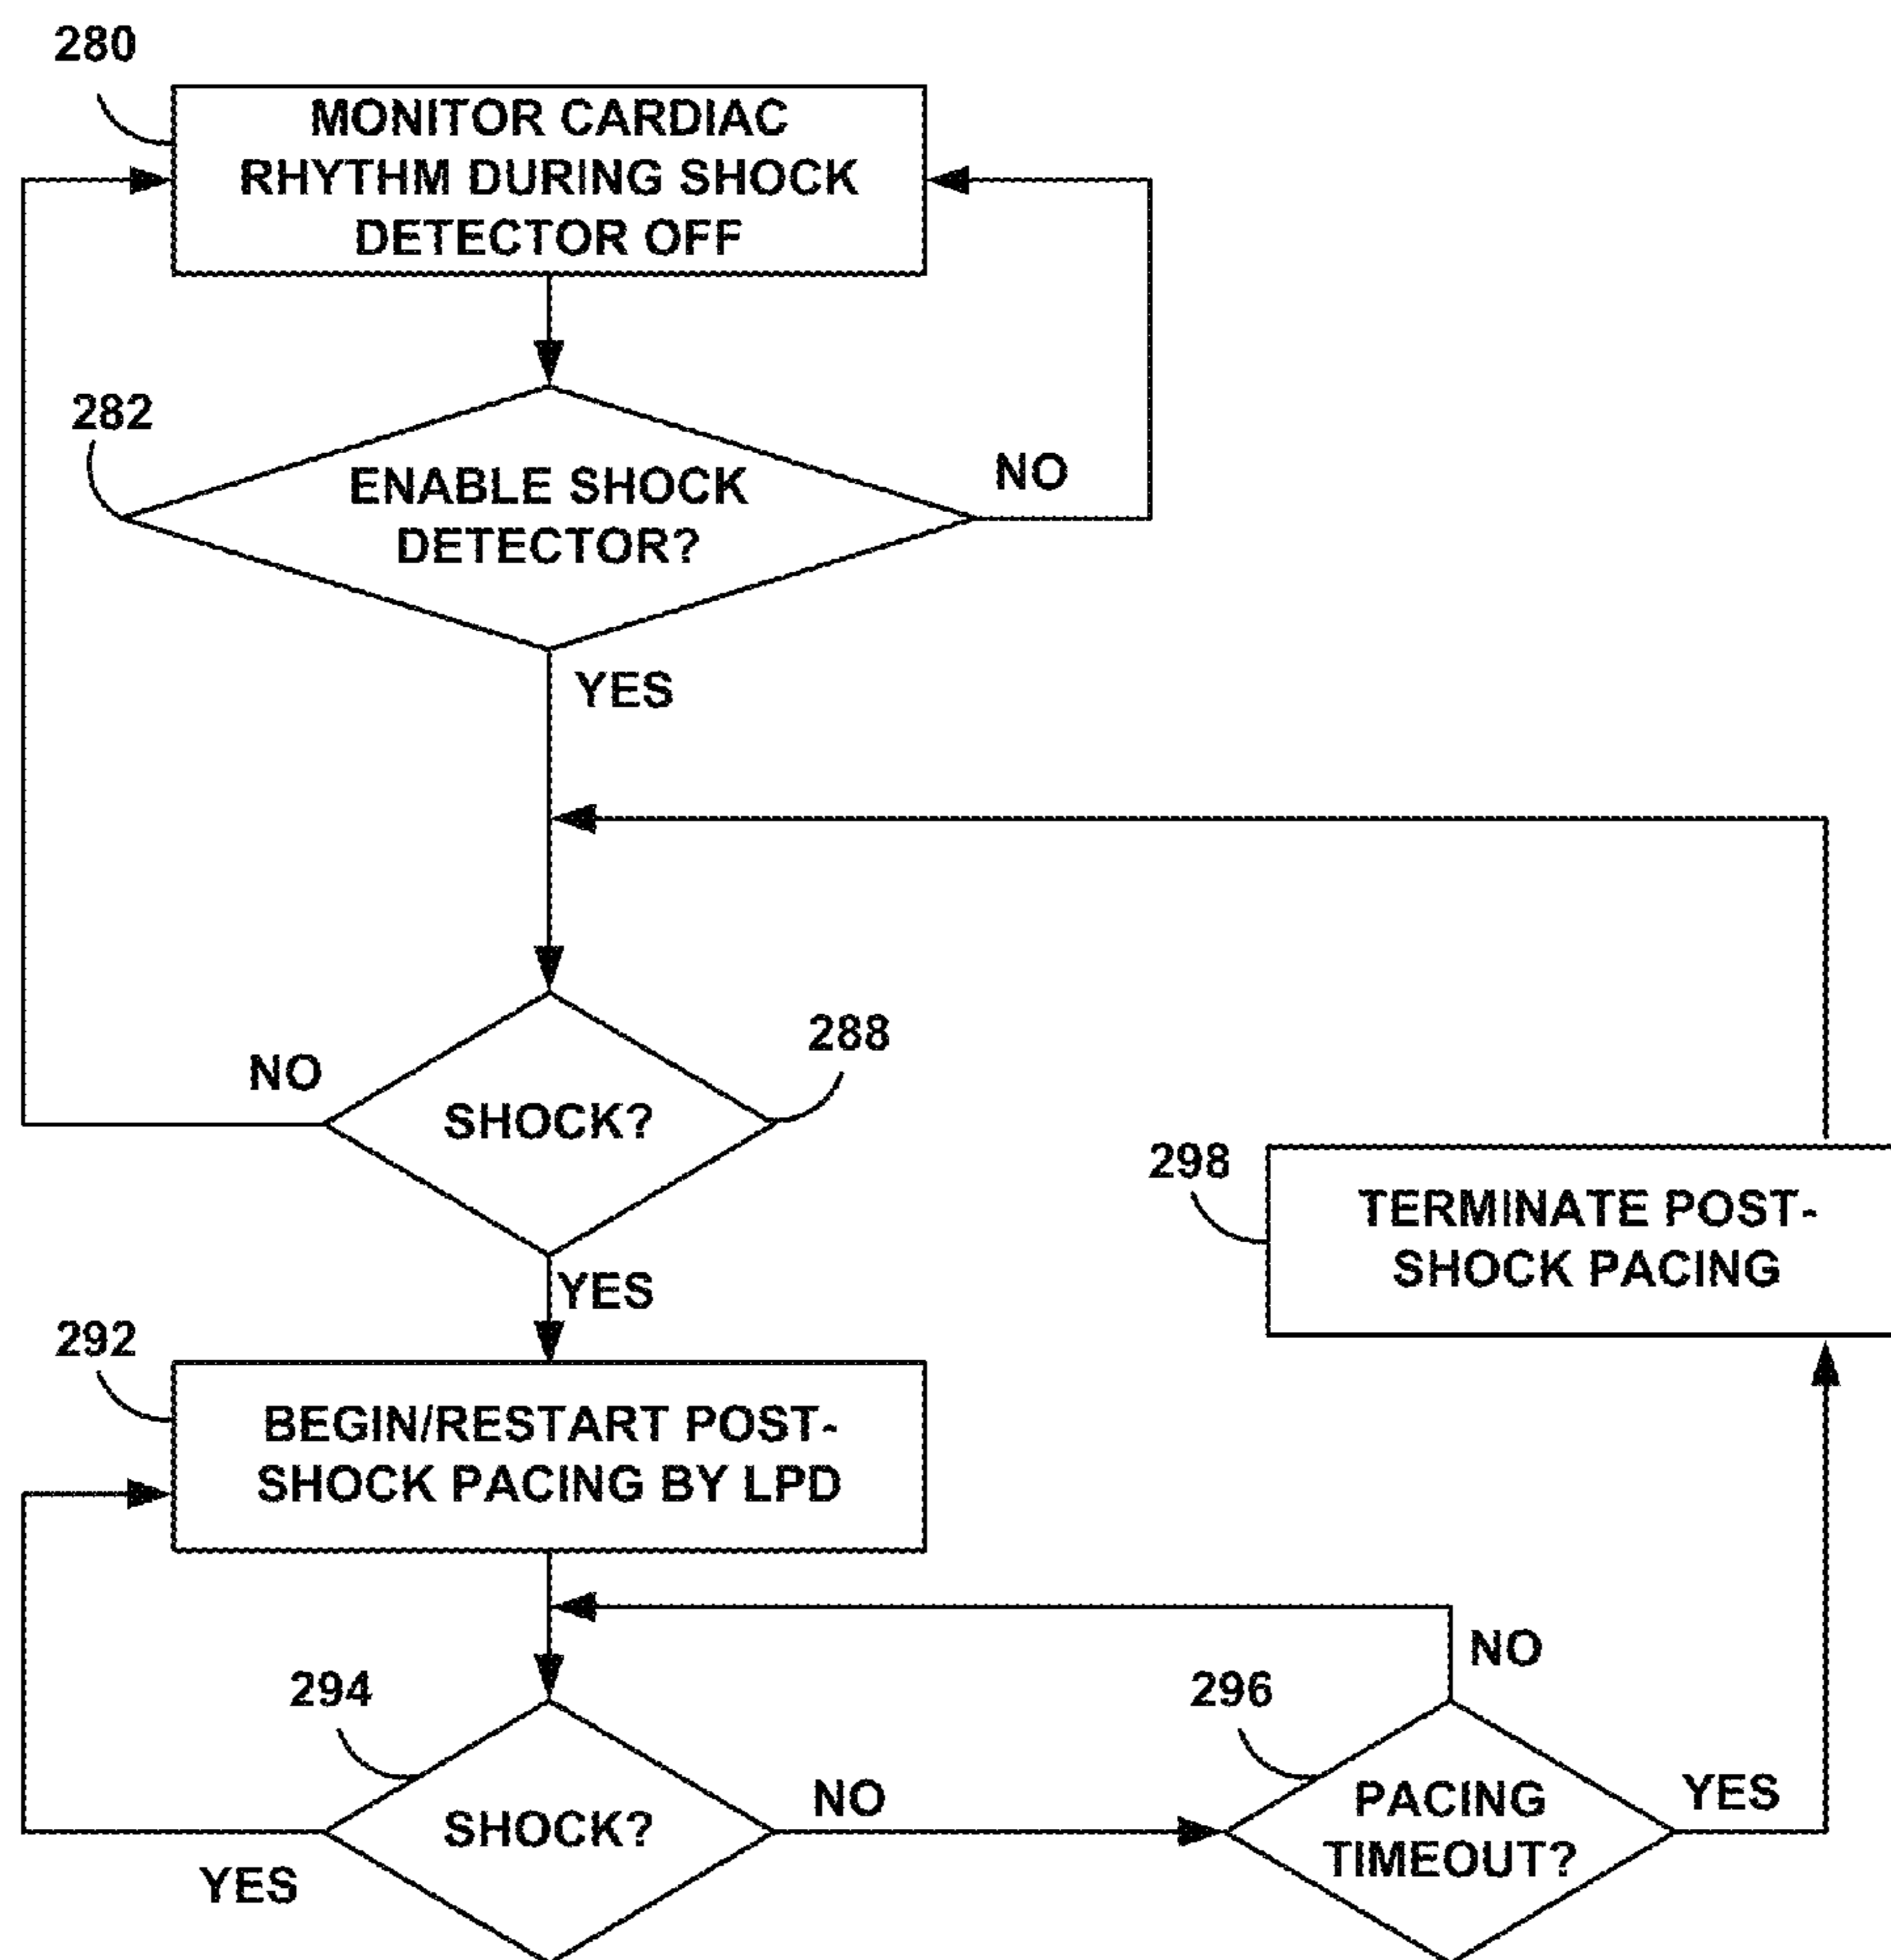 280
MONITOR CARDIAC
RHYTHM DURING SHOCK
DETECTOR OFF
282
ENABLE SHOCK
DETECTOR?
NO
YES
288
NO
SHOCK?
298
TERMINATE POST-
SHOCK PACING
YES
292
BEGIN/RESTART POST-
SHOCK PACING BY LPD
NO
294
296
SHOCK?
NO
PACING
TIMEOUT?
YES
YES